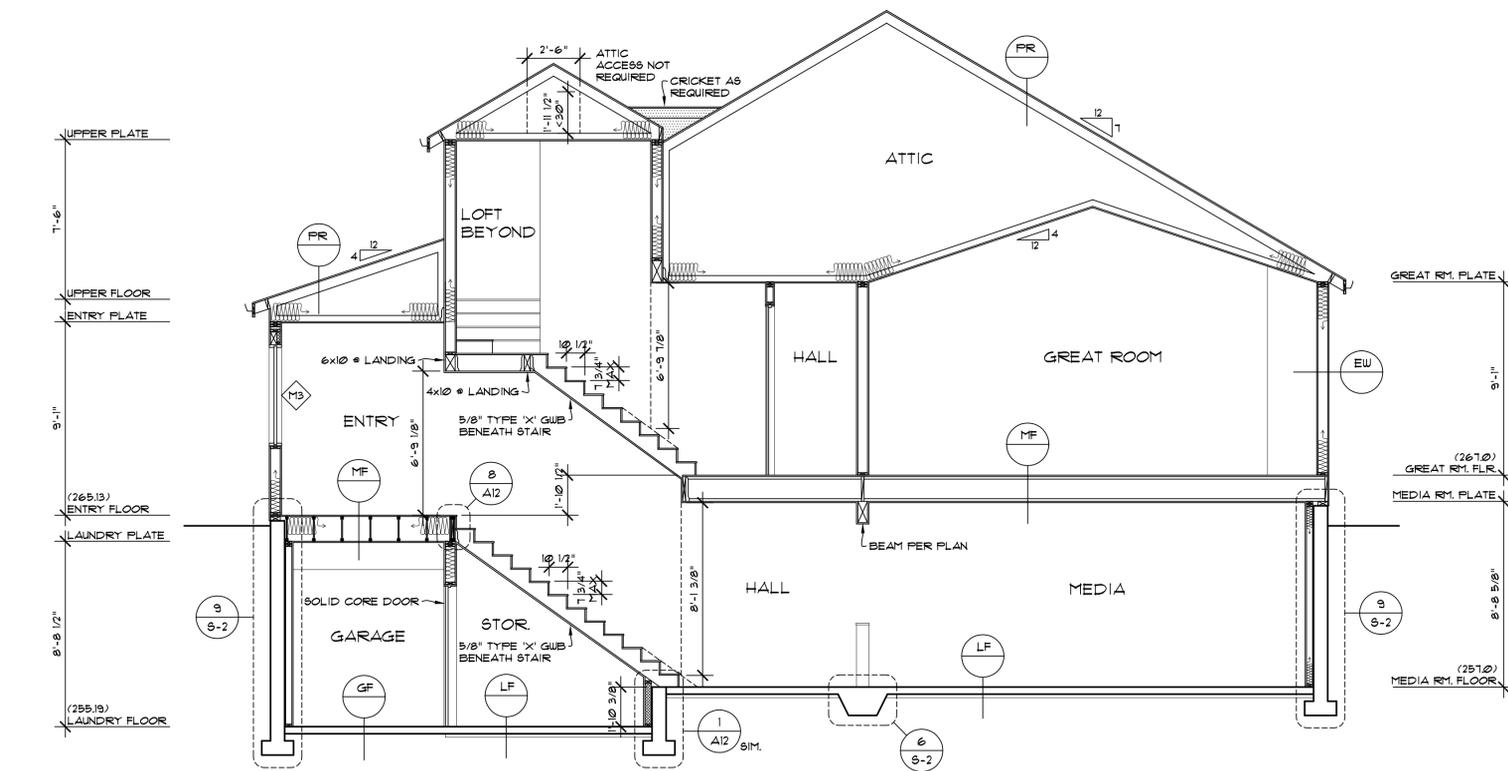 2'-6"
ATTIC
ACCESS NOT
REQUIRED
CRICKET AS
REQUIRED
PR
12
7
1'-11 1/2"
<30"
UPPER PLATE
ATTIC
7'-6"
LOFT
BEYOND
PR
12
4
4
12
UPPER FLOOR
ENTRY PLATE
GREAT RM. PLATE
6x10 @ LANDING
10 1/2"
7 3/4"
MAX
6'-9 7/8"
HALL
GREAT ROOM
EW
4x10 @ LANDING
M3
9'-1"
ENTRY
6'-9 1/8"
5/8" TYPE 'X' GWB
BENEATH STAIR
9'-1"
MF
MF
8
A12
1'-10 1/2"
(267.0)
GREAT RM. FLR.
MEDIA RM. PLATE
(265.13)
ENTRY FLOOR
LAUNDRY PLATE
BEAM PER PLAN
10 1/2"
7 3/4"
MAX
8'-1 3/8"
HALL
MEDIA
SOLID CORE DOOR
9
S-2
9
S-2
8'-8 1/2"
GARAGE
STOR.
5/8" TYPE 'X' GWB
BENEATH STAIR
8'-8 5/8"
LF
GF
LF
(257.0)
MEDIA RM. FLOOR
(255.19)
LAUNDRY FLOOR
1'-10 3/8"
1
A12
SIM.
6
S-2